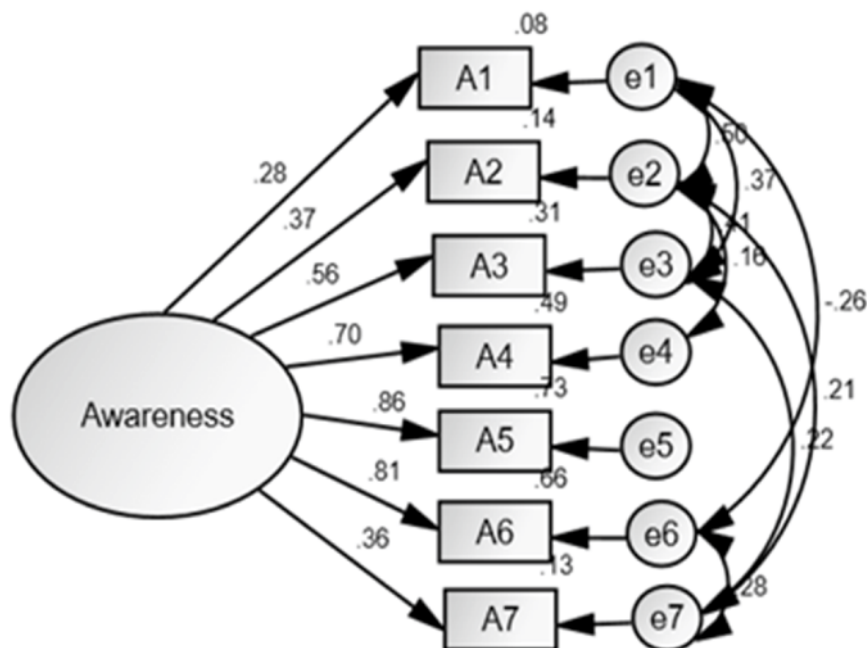 .08
A1
e1
.14
.50
.28
A2
e2
.37
.37
.31
.41
A3
e3
.16
.56
.49
-.26
.70
A4
e4
.73
.21
Awareness
.86
A5
e5
.22
.66
.81
A6
e6
.36
.13
.28
A7
e7